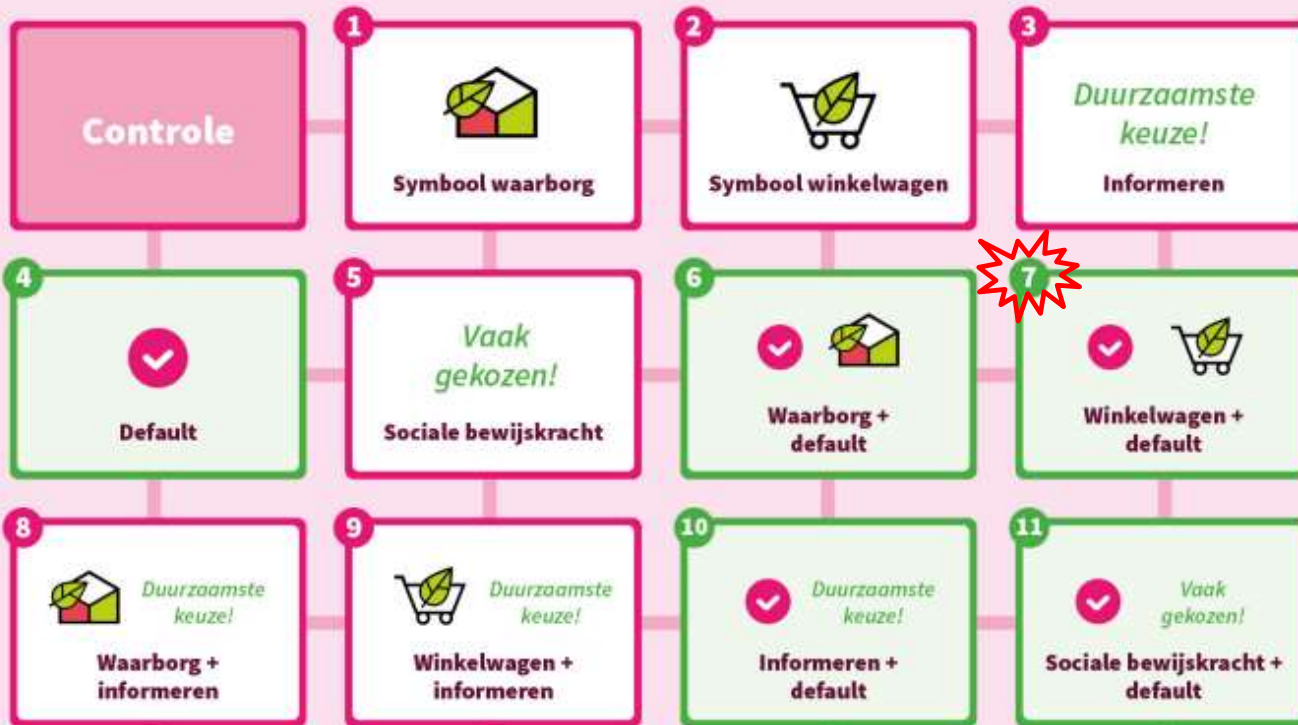 Controle
1
Symbool waarborg
2
Symbool winkelwagen
3
Duurzaamste
keuze!
Informeren
4
Default
5
Vaak
gekozen!
Sociale bewijskracht
6
Waarborg +
default
7
Winkelwagen +
default
8
Duurzaamste
keuze!
Waarborg +
informeren
9
Duurzaamste
keuze!
Winkelwagen +
informeren
10
Duurzaamste
keuze!
Informeren +
default
11
Vaak
gekozen!
Sociale bewijskracht +
default